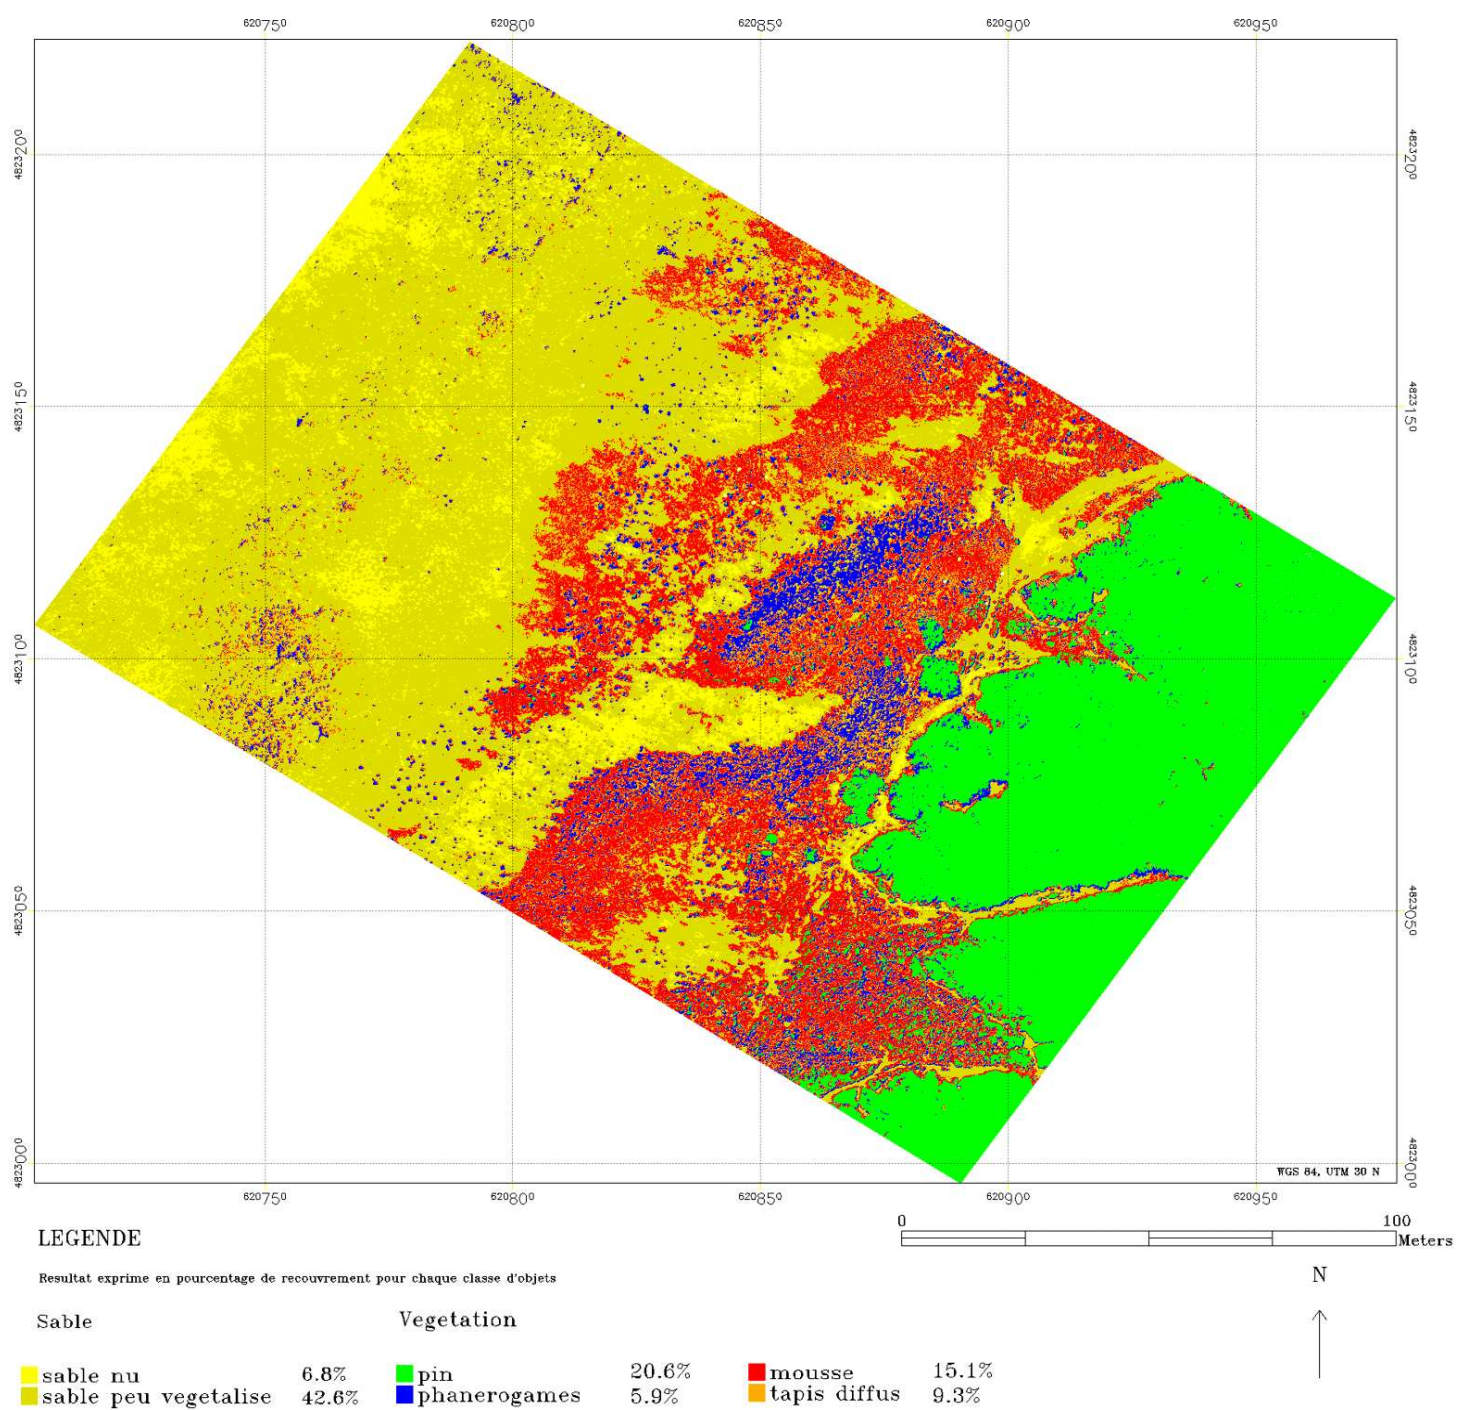 620750 620800 620850 620900 620950
482320⁰ 482320⁰
482315⁰ 482315⁰
482310⁰ 482310⁰
482305⁰ 482305⁰
482300⁰ 482300⁰
WGS 84, UTM 30 N
62075⁰ 62080⁰ 62085⁰ 62090⁰ 62095⁰
LEGENDE
0 100
Meters
Resultat exprime en pourcentage de recouvrement pour chaque classe d'objets
N
Sable Vegetation
sable nu 6.8% pin 20.6% mousse 15.1%
sable peu vegetalise 42.6% phanerogames 5.9% tapis diffus 9.3%